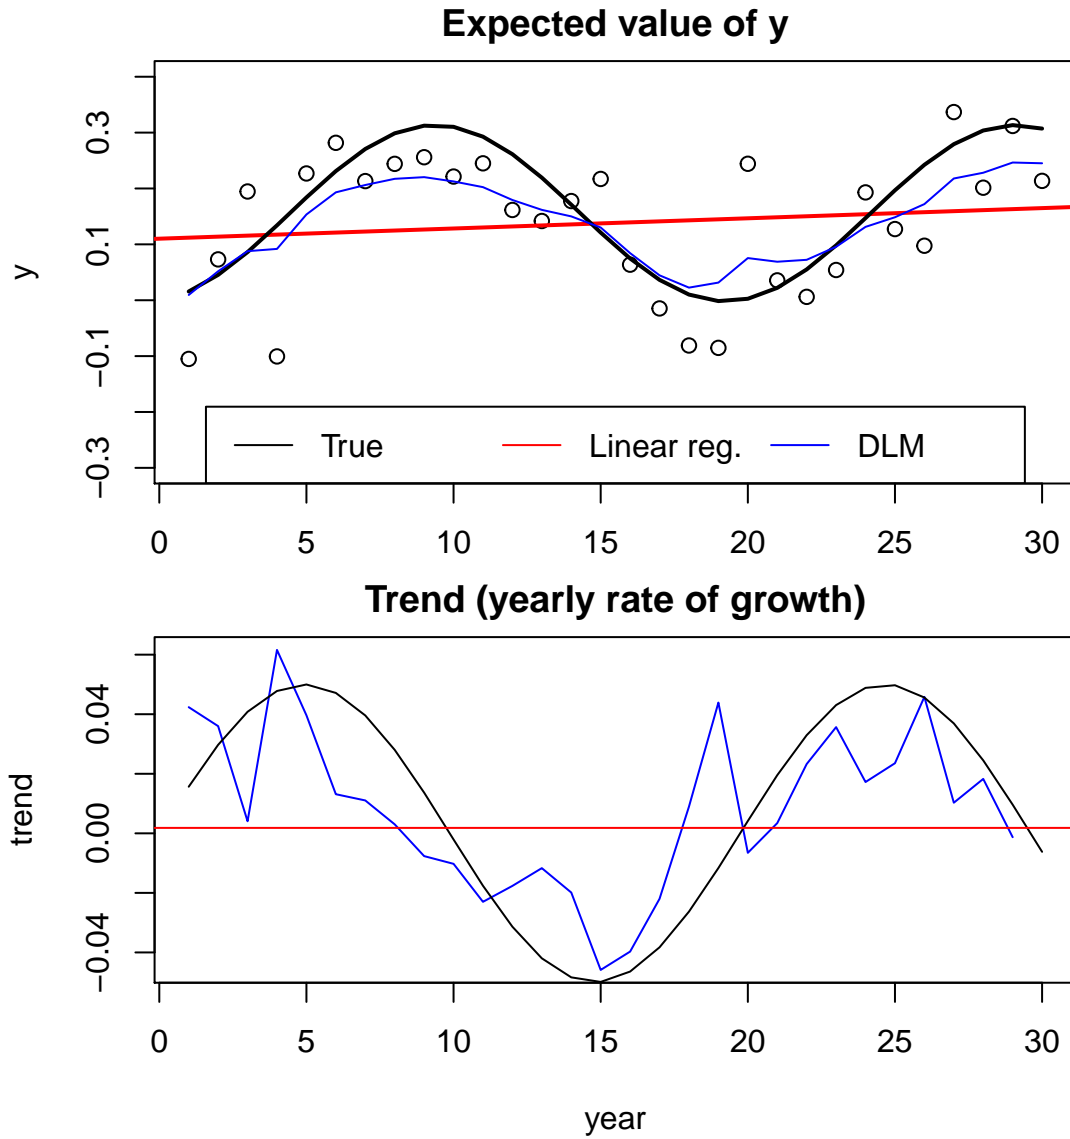 Expected value of y
y
0.3
0.1
−0.1
−0.3
True
Linear reg.
DLM
0 5 10 15 20 25 30
Trend (yearly rate of growth)
trend
0.04
0.00
−0.04
0 5 10 15 20 25 30
year